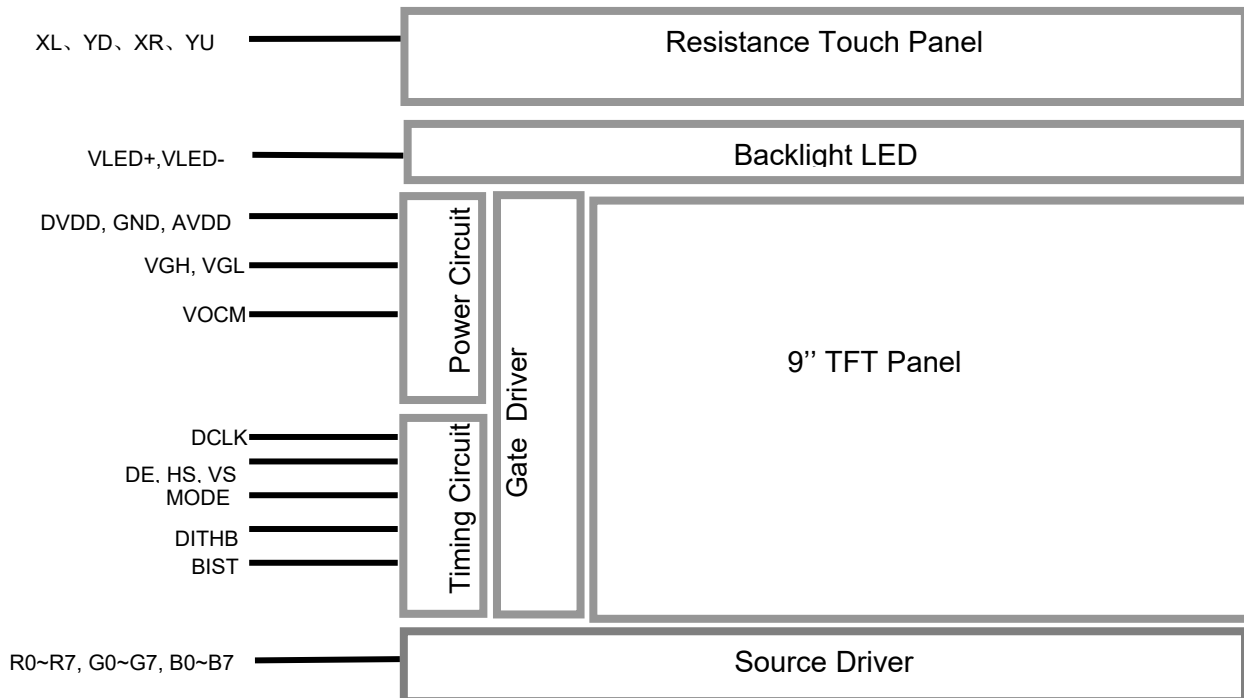 XL、YD、XR、YU
Resistance Touch Panel
VLED+,VLED-
Backlight LED
DVDD, GND, AVDD
VGH, VGL
VOCM
Power Circuit
Gate Driver
9’’ TFT Panel
DCLK
DE, HS, VS
MODE
DITHB
BIST
Timing Circuit
R0~R7, G0~G7, B0~B7
Source Driver